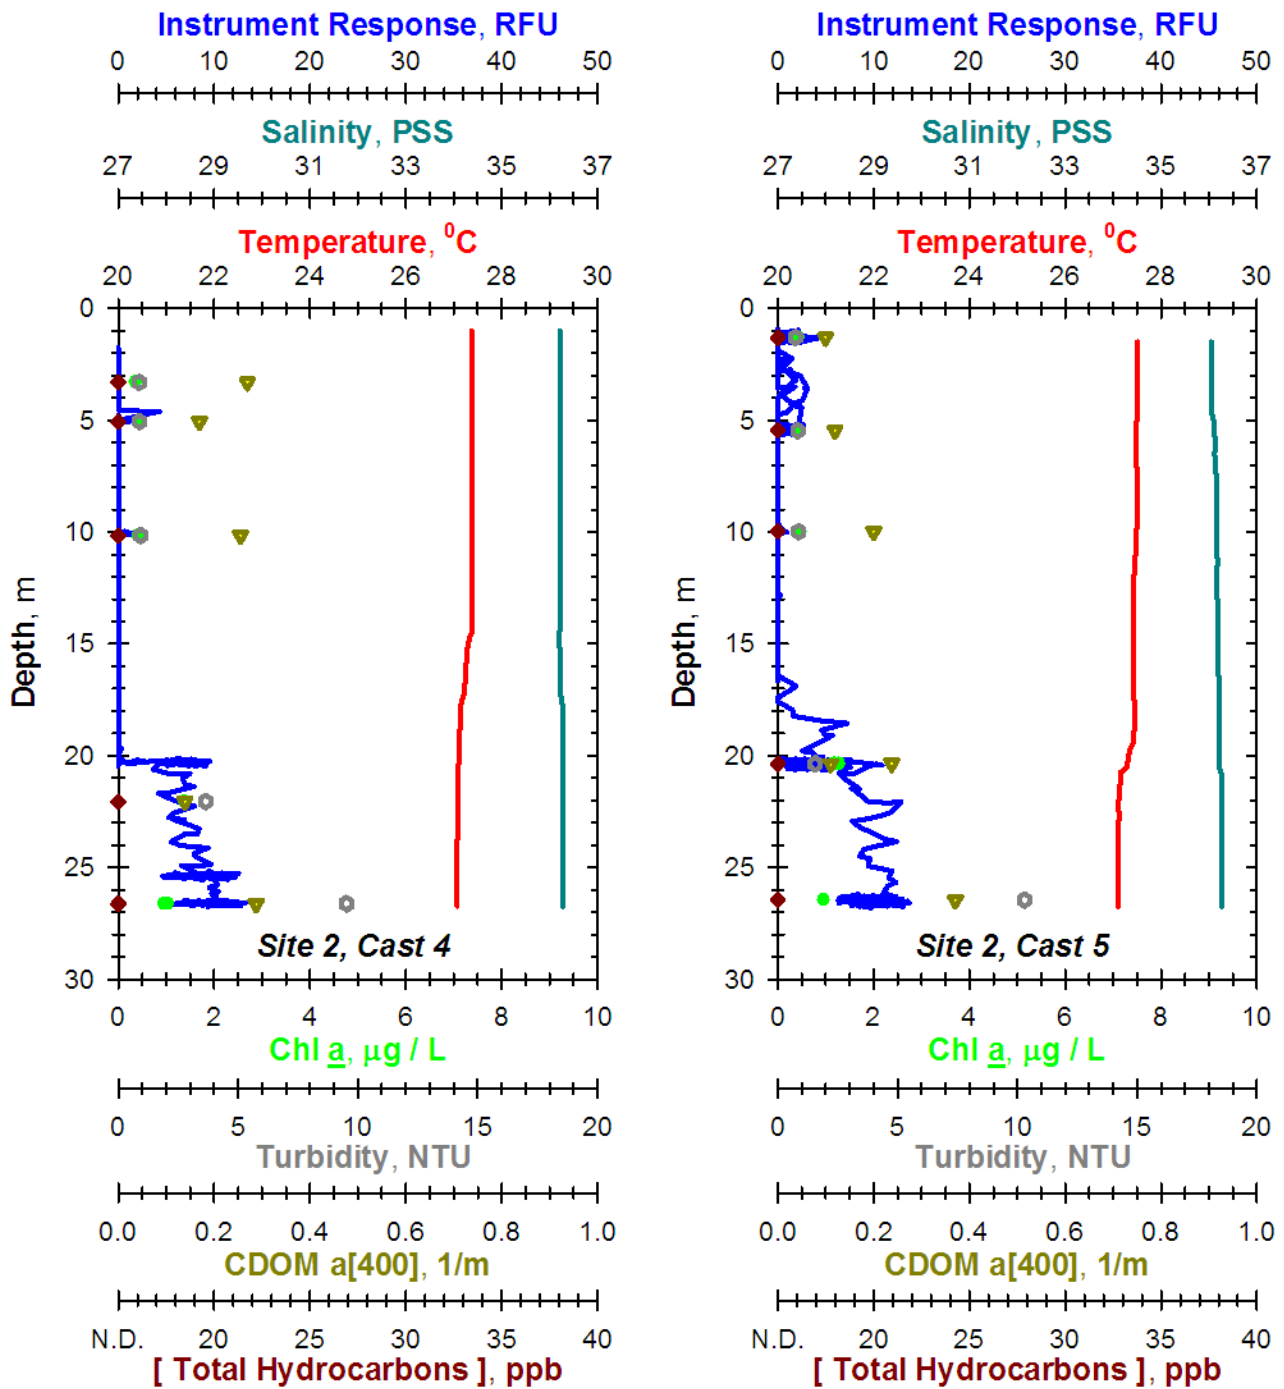 Instrument Response, RFU
0 10 20 30 40 50
Salinity, PSS
27 29 31 33 35 37
Temperature, ⁰C
20 22 24 26 28 30
0
5
10
15
20
25
30
Depth, m
Site 2, Cast 4
0 2 4 6 8 10
Chl a, μg / L
0 5 10 15 20
Turbidity, NTU
0.0 0.2 0.4 0.6 0.8 1.0
CDOM a[400], 1/m
N.D. 20 25 30 35 40
[ Total Hydrocarbons ], ppb
Instrument Response, RFU
0 10 20 30 40 50
Salinity, PSS
27 29 31 33 35 37
Temperature, ⁰C
20 22 24 26 28 30
0
5
10
15
20
25
30
Depth, m
Site 2, Cast 5
0 2 4 6 8 10
Chl a, μg / L
0 5 10 15 20
Turbidity, NTU
0.0 0.2 0.4 0.6 0.8 1.0
CDOM a[400], 1/m
N.D. 20 25 30 35 40
[ Total Hydrocarbons ], ppb